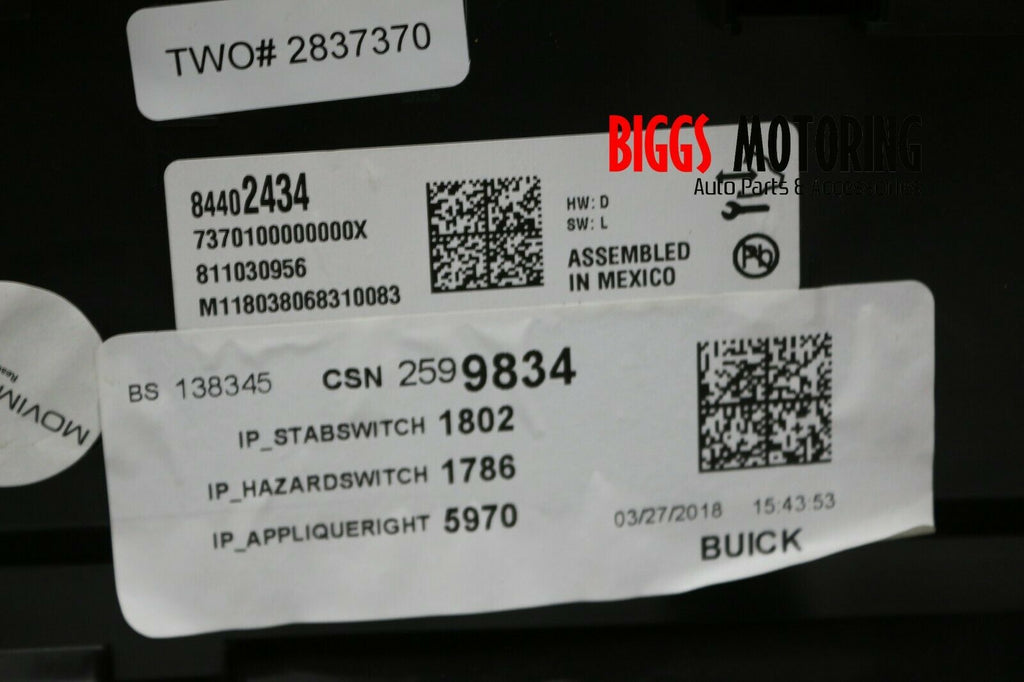 TWO# 2837370
BIGGS MOTORING
Auto Parts & Accessories
84402434
7370100000000X
811030956
M118038068310083
HW: D
SW: L
ASSEMBLED
IN MEXICO
Pb
BS 138345 CSN 2599834
IP_STABSWITCH 1802
IP_HAZARDSWITCH 1786
IP_APPLIQUERIGHT 5970
03/27/2018 15:43:53
BUICK